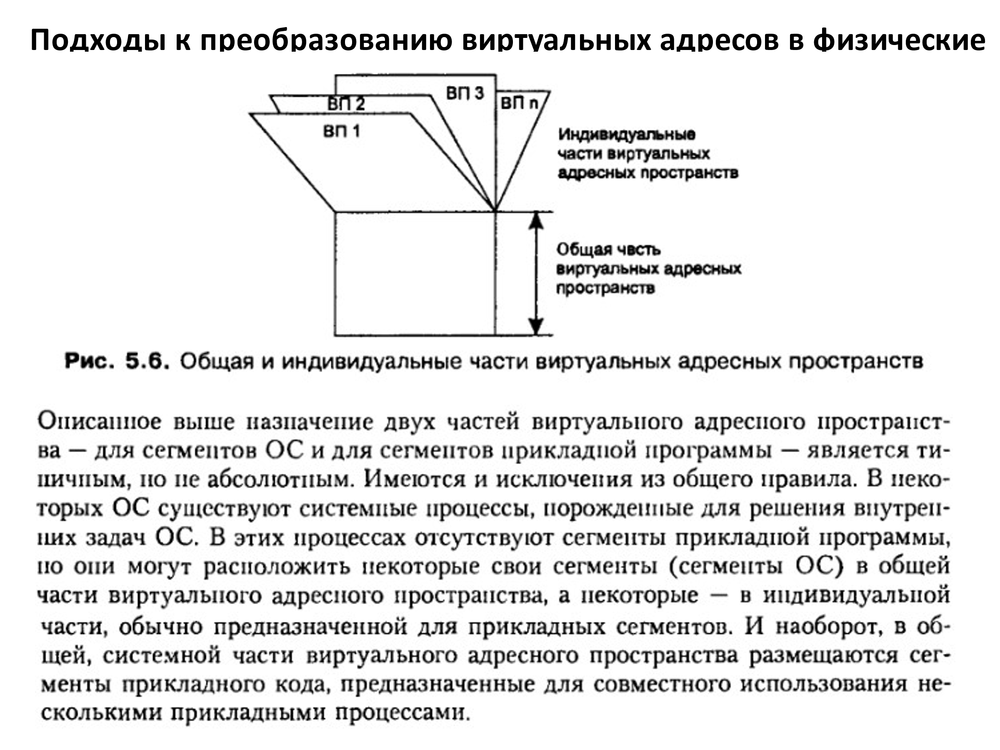 Подходы к преобразованию виртуальных адресов в физические
ВП 3
ВП n
ВП 2
ВП 1
Индивидуальные
части виртуальных
адресных пространств
Общая часть
виртуальных адресных
пространств
Рис. 5.6. Общая и индивидуальные части виртуальных адресных пространств
Описанное выше назначение двух частей виртуального адресного пространст-
ва — для сегментов ОС и для сегментов прикладной программы — является ти-
пичным, но не абсолютным. Имеются и исключения из общего правила. В неко-
торых ОС существуют системные процессы, порожденные для решения внутрен-
них задач ОС. В этих процессах отсутствуют сегменты прикладной программы,
но они могут расположить некоторые свои сегменты (сегменты ОС) в общей
части виртуального адресного пространства, а некоторые — в индивидуальной
части, обычно предназначенной для прикладных сегментов. И наоборот, в об-
щей, системной части виртуального адресного пространства размещаются сег-
менты прикладного кода, предназначенные для совместного использования не-
сколькими прикладными процессами.